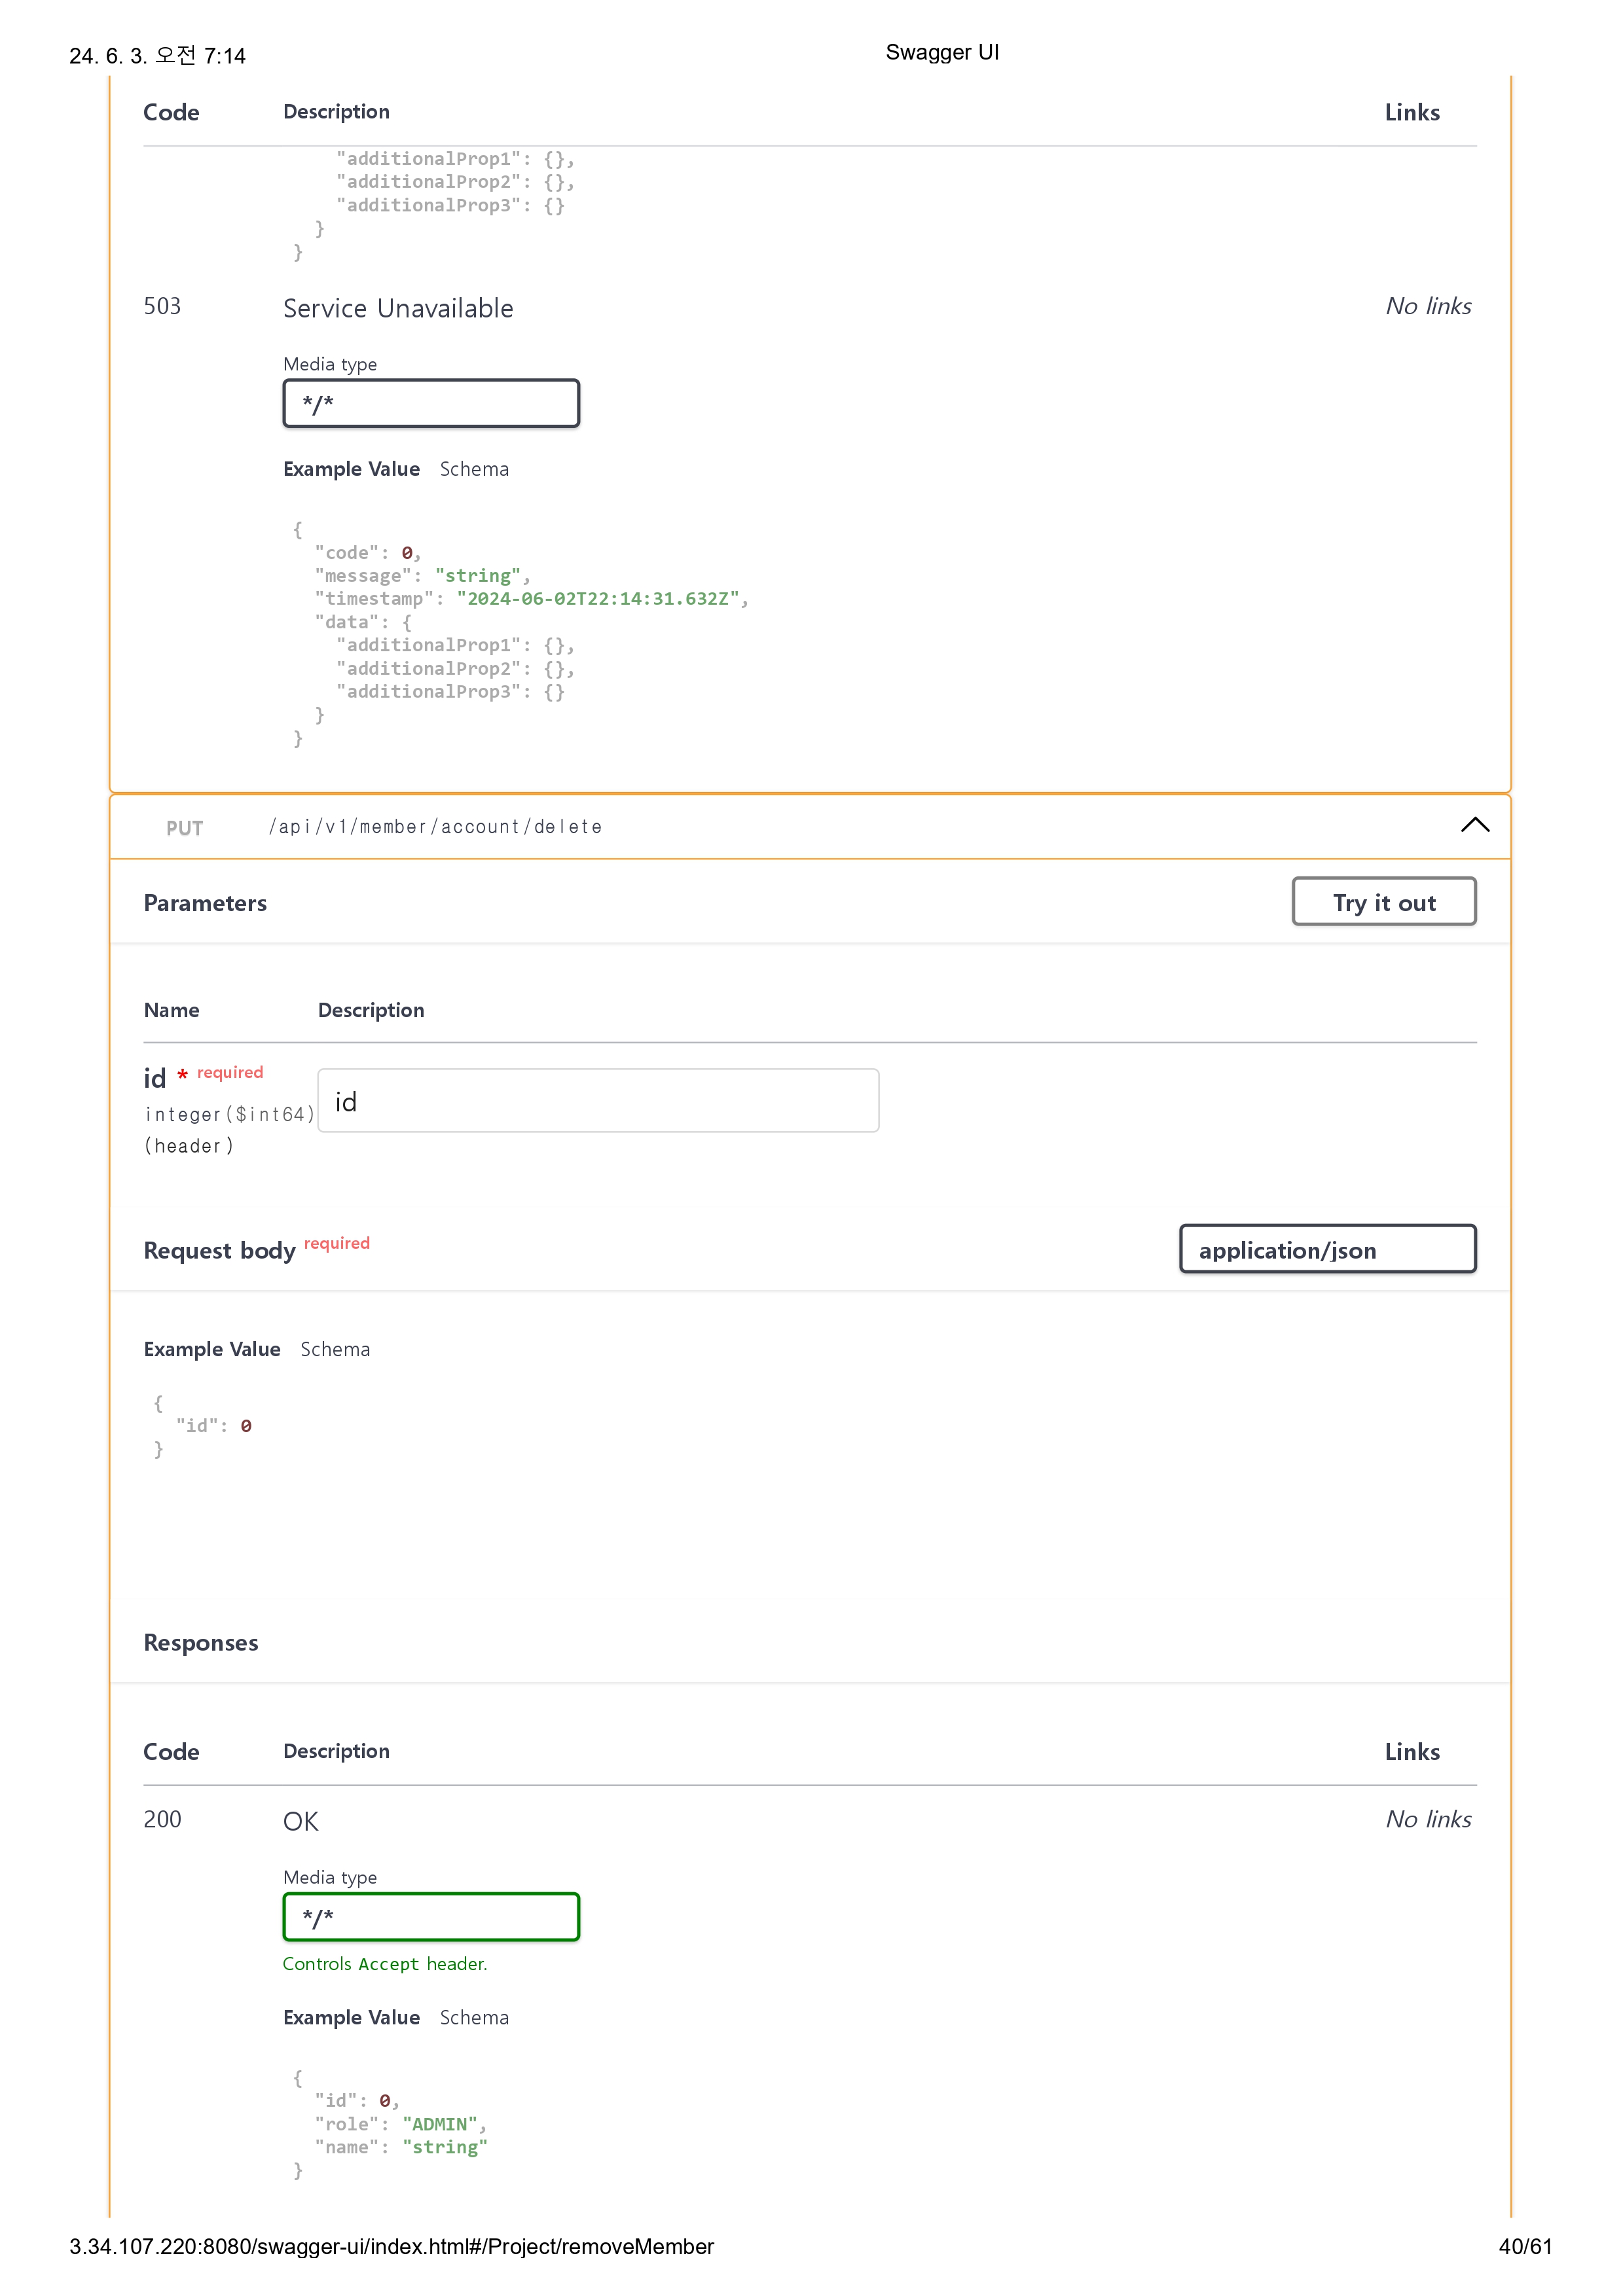 24. 6. 3. 오전 7:14 Swagger UI
Code Description Links
"additionalProp1": {},
"additionalProp2": {},
"additionalProp3": {}
}
}
503 Service Unavailable No links
Media type
*/*
Example Value Schema
{
"code": 0,
"message": "string",
"timestamp": "2024-06-02T22:14:31.632Z",
"data": {
"additionalProp1": {},
"additionalProp2": {},
"additionalProp3": {}
}
}
PUT /api/v1/member/account/delete
Parameters Try it out
Name Description
id * required
id
integer($int64)
(header)
Request body required application/json
Example Value Schema
{
"id": 0
}
Responses
Code Description Links
200 OK No links
Media type
*/*
Controls Accept header.
Example Value Schema
{
"id": 0,
"role": "ADMIN",
"name": "string"
}
3.34.107.220:8080/swagger-ui/index.html#/Project/removeMember 40/61